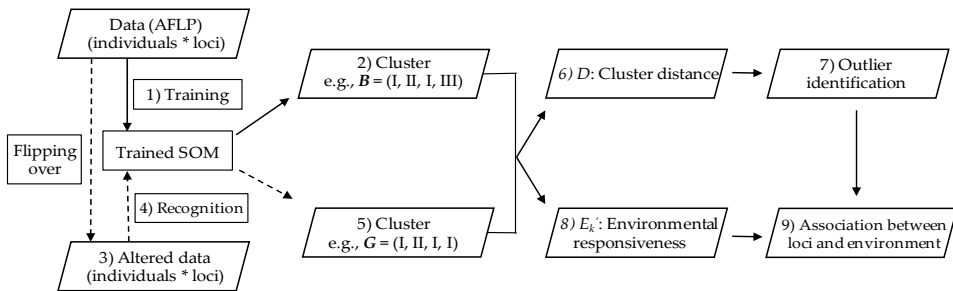 Data (AFLP)
(individuals * loci)
1) Training
Flipping
over
Trained SOM
4) Recognition
3) Altered data
(individuals * loci)
2) Cluster
e.g., B = (I, II, I, III)
5) Cluster
e.g., G = (I, II, I, I)
6) D: Cluster distance
8) Ek′: Environmental
responsiveness
7) Outlier
identification
9) Association between
loci and environment